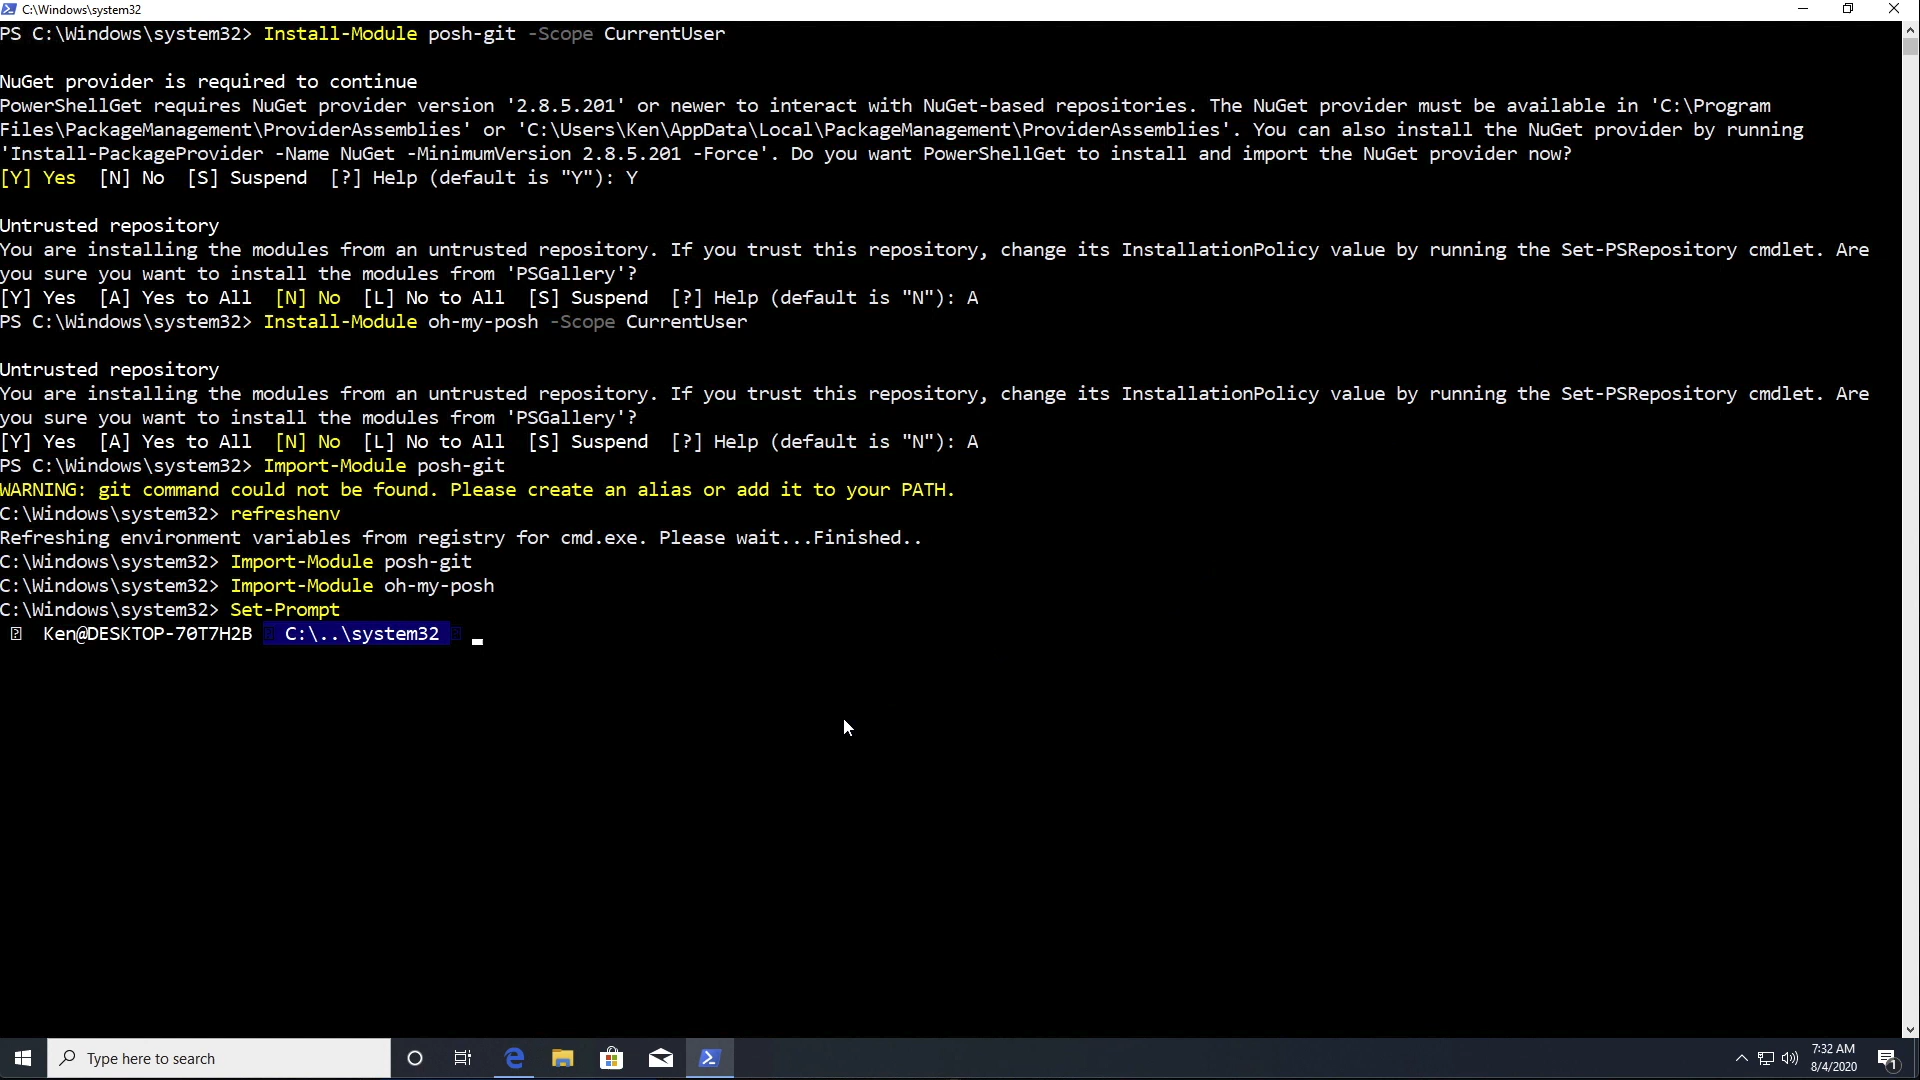 C:\Windows\system32
PS C:\Windows\system32> Install-Module posh-git -Scope CurrentUser
NuGet provider is required to continue
PowerShellGet requires NuGet provider version '2.8.5.201' or newer to interact with NuGet-based repositories. The NuGet provider must be available in 'C:\Program
Files\PackageManagement\ProviderAssemblies' or 'C:\Users\Ken\AppData\Local\PackageManagement\ProviderAssemblies'. You can also install the NuGet provider by running
'Install-PackageProvider -Name NuGet -MinimumVersion 2.8.5.201 -Force'. Do you want PowerShellGet to install and import the NuGet provider now?
[Y] Yes  [N] No  [S] Suspend  [?] Help (default is "Y"): Y
Untrusted repository
You are installing the modules from an untrusted repository. If you trust this repository, change its InstallationPolicy value by running the Set-PSRepository cmdlet. Are
you sure you want to install the modules from 'PSGallery'?
[Y] Yes  [A] Yes to All  [N] No  [L] No to All  [S] Suspend  [?] Help (default is "N"): A
PS C:\Windows\system32> Install-Module oh-my-posh -Scope CurrentUser
Untrusted repository
You are installing the modules from an untrusted repository. If you trust this repository, change its InstallationPolicy value by running the Set-PSRepository cmdlet. Are
you sure you want to install the modules from 'PSGallery'?
[Y] Yes  [A] Yes to All  [N] No  [L] No to All  [S] Suspend  [?] Help (default is "N"): A
PS C:\Windows\system32> Import-Module posh-git
WARNING: git command could not be found. Please create an alias or add it to your PATH.
C:\Windows\system32> refreshenv
Refreshing environment variables from registry for cmd.exe. Please wait...Finished..
C:\Windows\system32> Import-Module posh-git
C:\Windows\system32> Import-Module oh-my-posh
C:\Windows\system32> Set-Prompt
Ken@DESKTOP-70T7H2B C:\..\system32
Type here to search
7:32 AM
8/4/2020
1